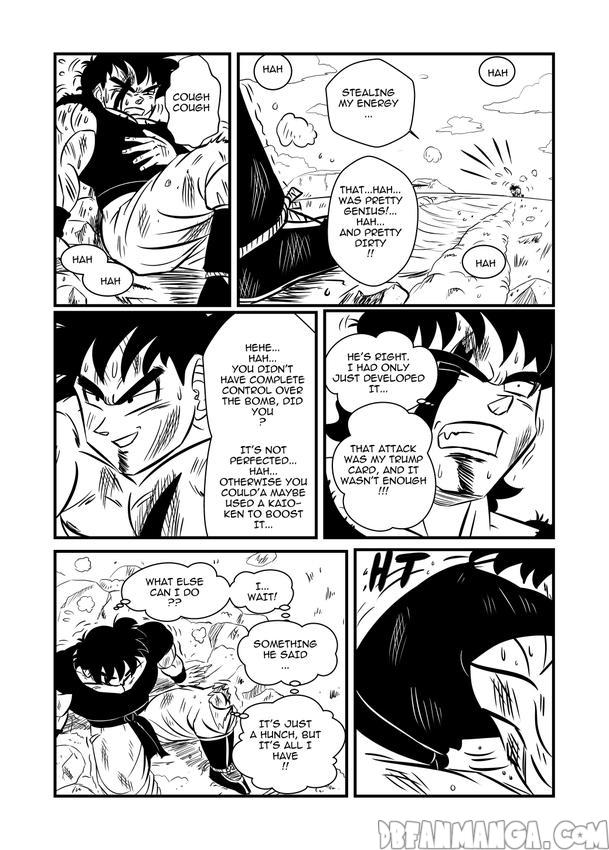 COUGH
COUGH
HAH
HAH
HAH
STEALING
MY ENERGY
...
THAT...HAH...
WAS PRETTY
GENIUS!...
HAH...
AND PRETTY
DIRTY
!!
HAH
HAH
HAH
HEHE...
HAH...
YOU DIDN'T
HAVE COMPLETE
CONTROL OVER
THE BOMB, DID
YOU
?
IT'S NOT
PERFECTED...
HAH...
OTHERWISE YOU
COULD'A MAYBE
USED A KAIO-
KEN TO BOOST
IT...
HE'S RIGHT.
I HAD ONLY
JUST DEVELOPED
IT...
THAT ATTACK
WAS MY TRUMP
CARD, AND IT
WASN'T ENOUGH
!!!
WHAT ELSE
CAN I DO
??
I...
WAIT!
SOMETHING
HE SAID
...
IT'S JUST
A HUNCH, BUT
IT'S ALL I
HAVE
!!
HT
DBFANMANGA.COM